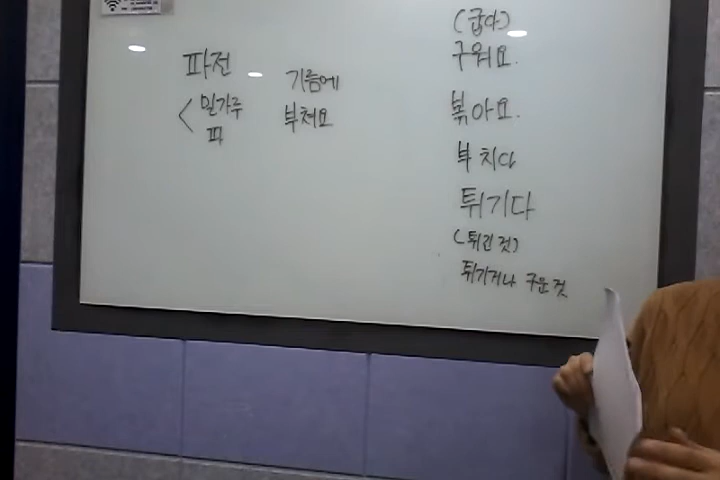 파전
기름에
< 밀가루
파
부쳐요
(굽다)
구워요.
볶아요.
부치다
튀기다
(튀긴 것)
튀기거나 구운 것